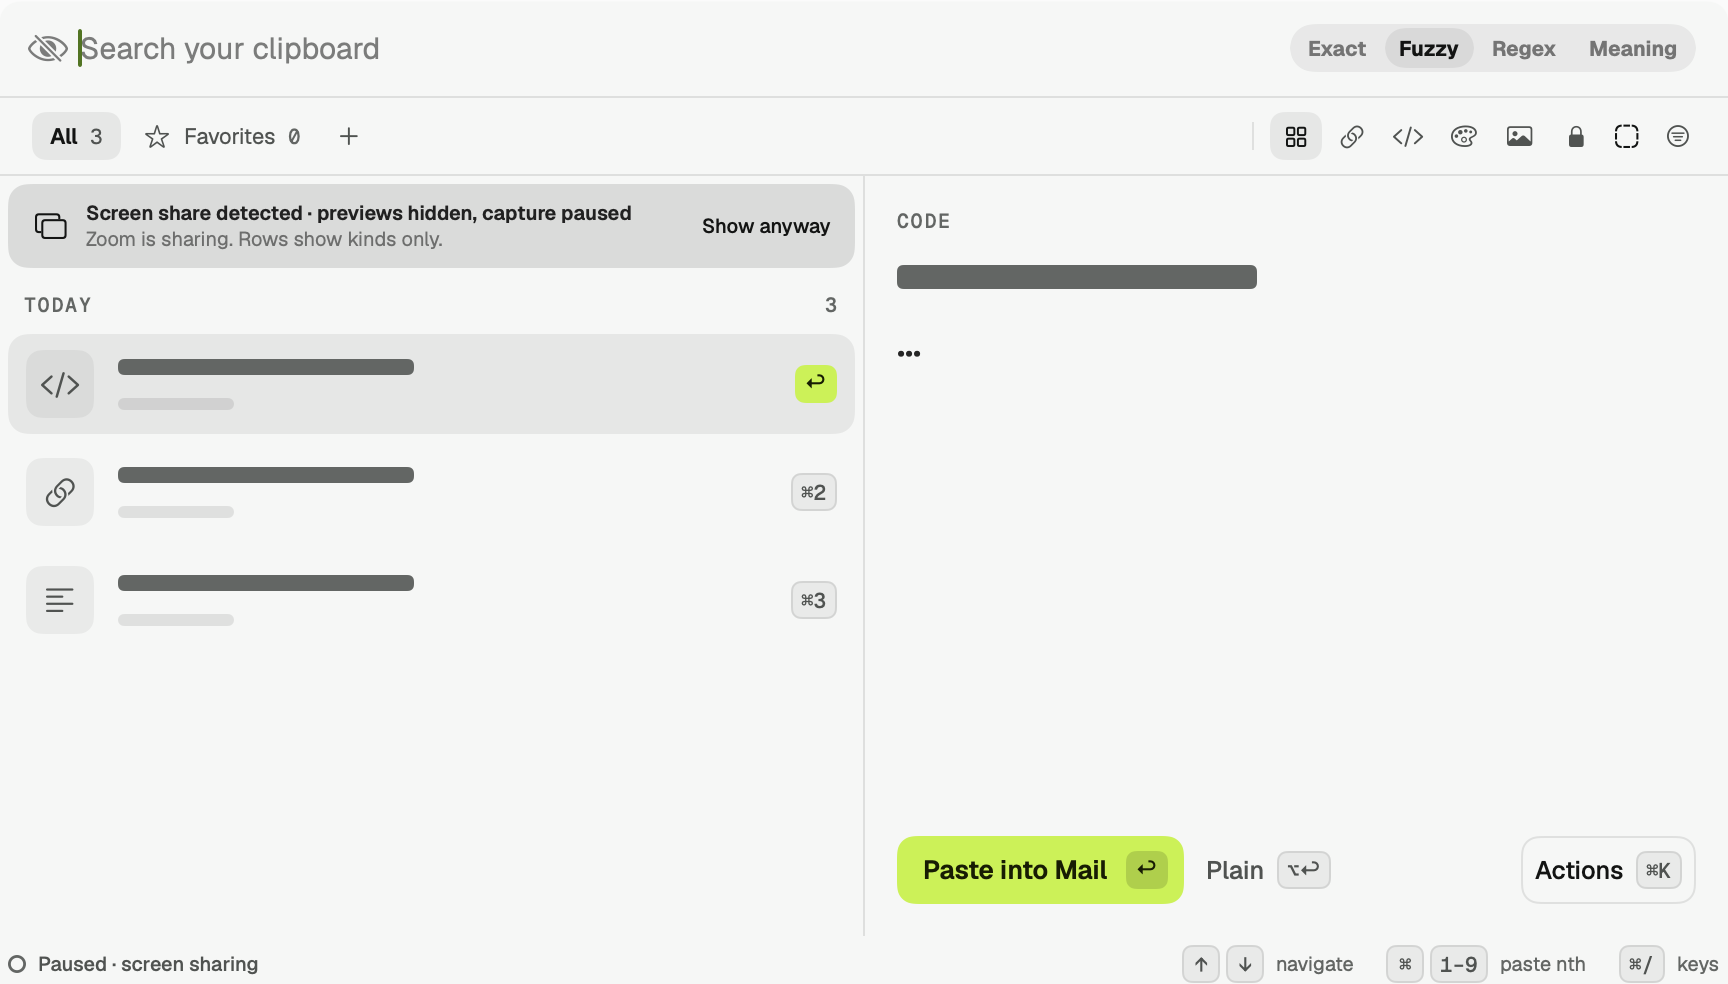 Search your clipboard
Exact Fuzzy Regex Meaning
All 3 Favorites 0 +
Screen share detected · previews hidden, capture paused
Zoom is sharing. Rows show kinds only.
Show anyway
TODAY 3
⌘2
⌘3
CODE
•••
Paste into Mail ↩ Plain ⌥↩ Actions ⌘K
Paused · screen sharing
↑ ↓ navigate ⌘ 1-9 paste nth ⌘/ keys